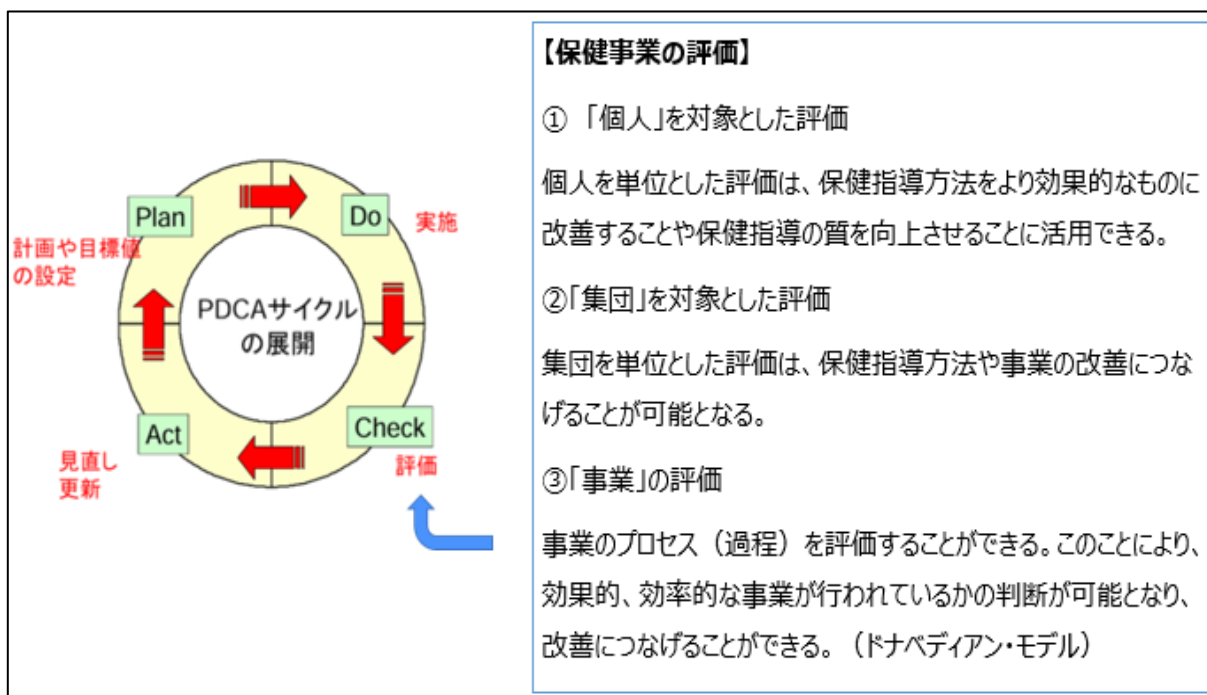 Plan
Do
実施
計画や目標値
の設定
PDCAサイクル
の展開
Act
Check
見直し
更新
評価
【保健事業の評価】
① 「個人」を対象とした評価
個人を単位とした評価は、保健指導方法をより効果的なものに
改善することや保健指導の質を向上させることに活用できる。
②「集団」を対象とした評価
集団を単位とした評価は、保健指導方法や事業の改善につな
げることが可能となる。
③「事業」の評価
事業のプロセス（過程）を評価することができる。このことにより、
効果的、効率的な事業が行われているかの判断が可能となり、
改善につなげることができる。（ドナベディアン・モデル）